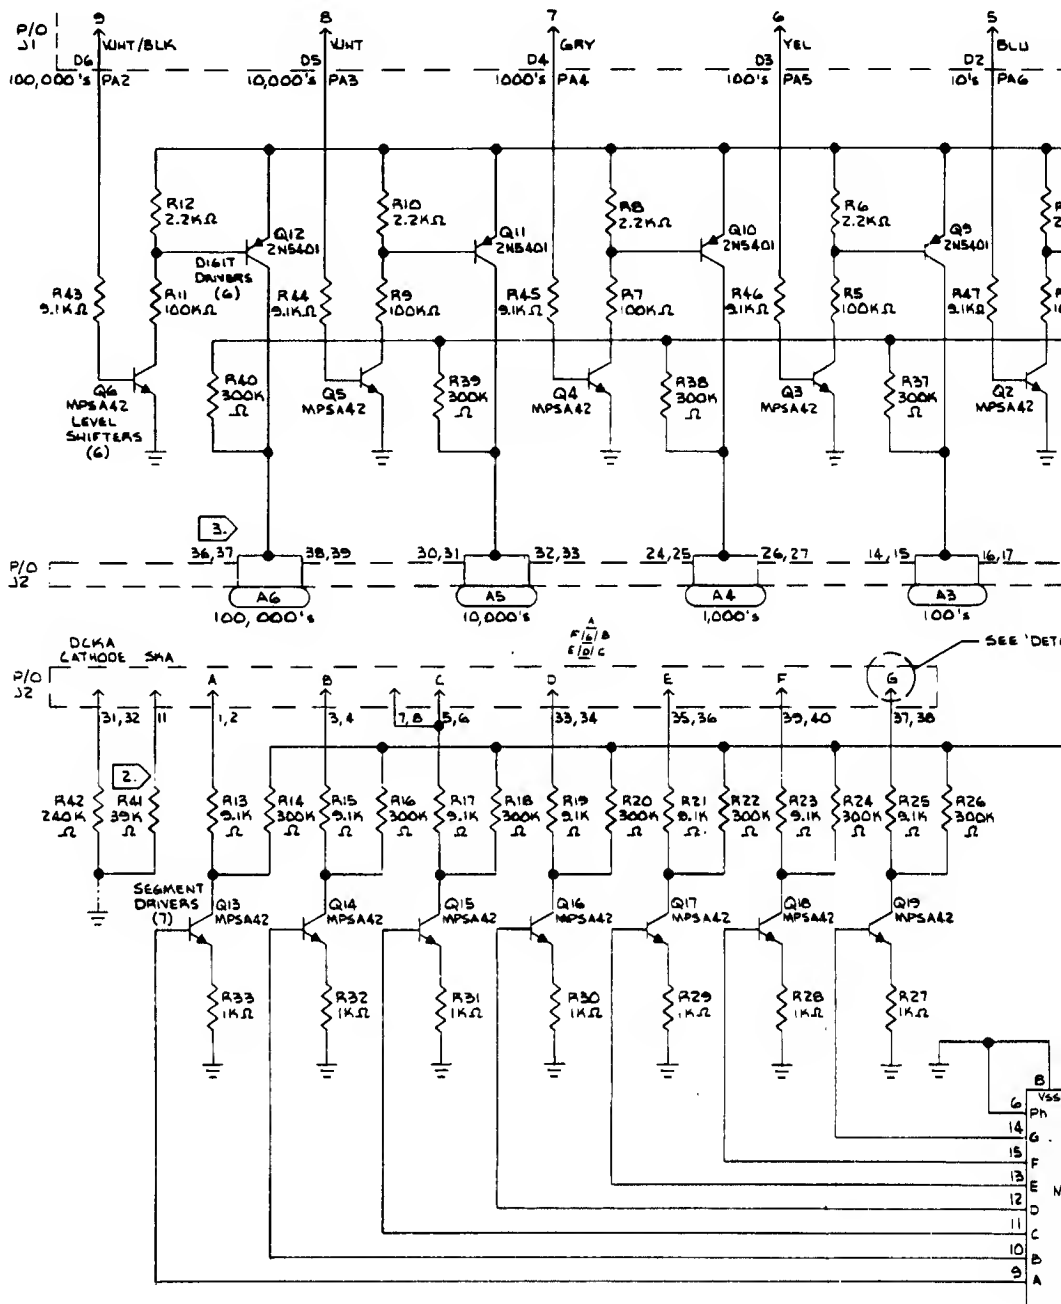 P/O J1
9 8 7 6 5
WHT/BLK WHT GRY YEL BLU
D6 D5 D4 D3 D2
100,000's PA2 10,000's PA3 1000's PA4 100's PA5 10's PA6
R12 2.2KΩ
R10 2.2KΩ
R8 2.2KΩ
R6 2.2KΩ
R
2
Q12 2N5401
Q11 2N5401
Q10 2N5401
Q9 2N5401
DIGIT DRIVERS (6)
R43 9.1KΩ
R11 100KΩ
R44 9.1KΩ
R9 100KΩ
R45 9.1KΩ
R7 100KΩ
R46 9.1KΩ
R5 100KΩ
R47 9.1KΩ
R
Q6 MPSA42
LEVEL SHIFTERS (6)
R40 300K Ω
Q5 MPSA42
R39 300K Ω
Q4 MPSA42
R38 300K Ω
Q3 MPSA42
R37 300K Ω
Q2 MPSA42
3.
P/O J2
36,37 38,39 30,31 32,33 24,25 26,27 14,15 16,17
A6 A5 A4 A3
100,000's 10,000's 1,000's 100's
A
F/G/B
E/D/C
SEE 'DET
DCKA CATHODE SKA
P/O J2
A B C D E F G
31,32 11 1,2 3,4 7,8 5,6 33,34 35,36 39,40 37,38
2.
R42 240K Ω
R41 39K Ω
R13 9.1K Ω
R14 300K Ω
R15 9.1K Ω
R16 300K Ω
R17 9.1K Ω
R18 300K Ω
R19 9.1K Ω
R20 300K Ω
R21 9.1K Ω
R22 300K Ω
R23 9.1K Ω
R24 300K Ω
R25 9.1K Ω
R26 300K Ω
SEGMENT DRIVERS (7)
Q13 MPSA42
Q14 MPSA42
Q15 MPSA42
Q16 MPSA42
Q17 MPSA42
Q18 MPSA42
Q19 MPSA42
R33 1KΩ
R32 1KΩ
R31 1KΩ
R30 1KΩ
R29 1KΩ
R28 1KΩ
R27 1KΩ
8
VSS
6 Ph
14 G
15 F
13 E
12 D
11 C
10 B
9 A